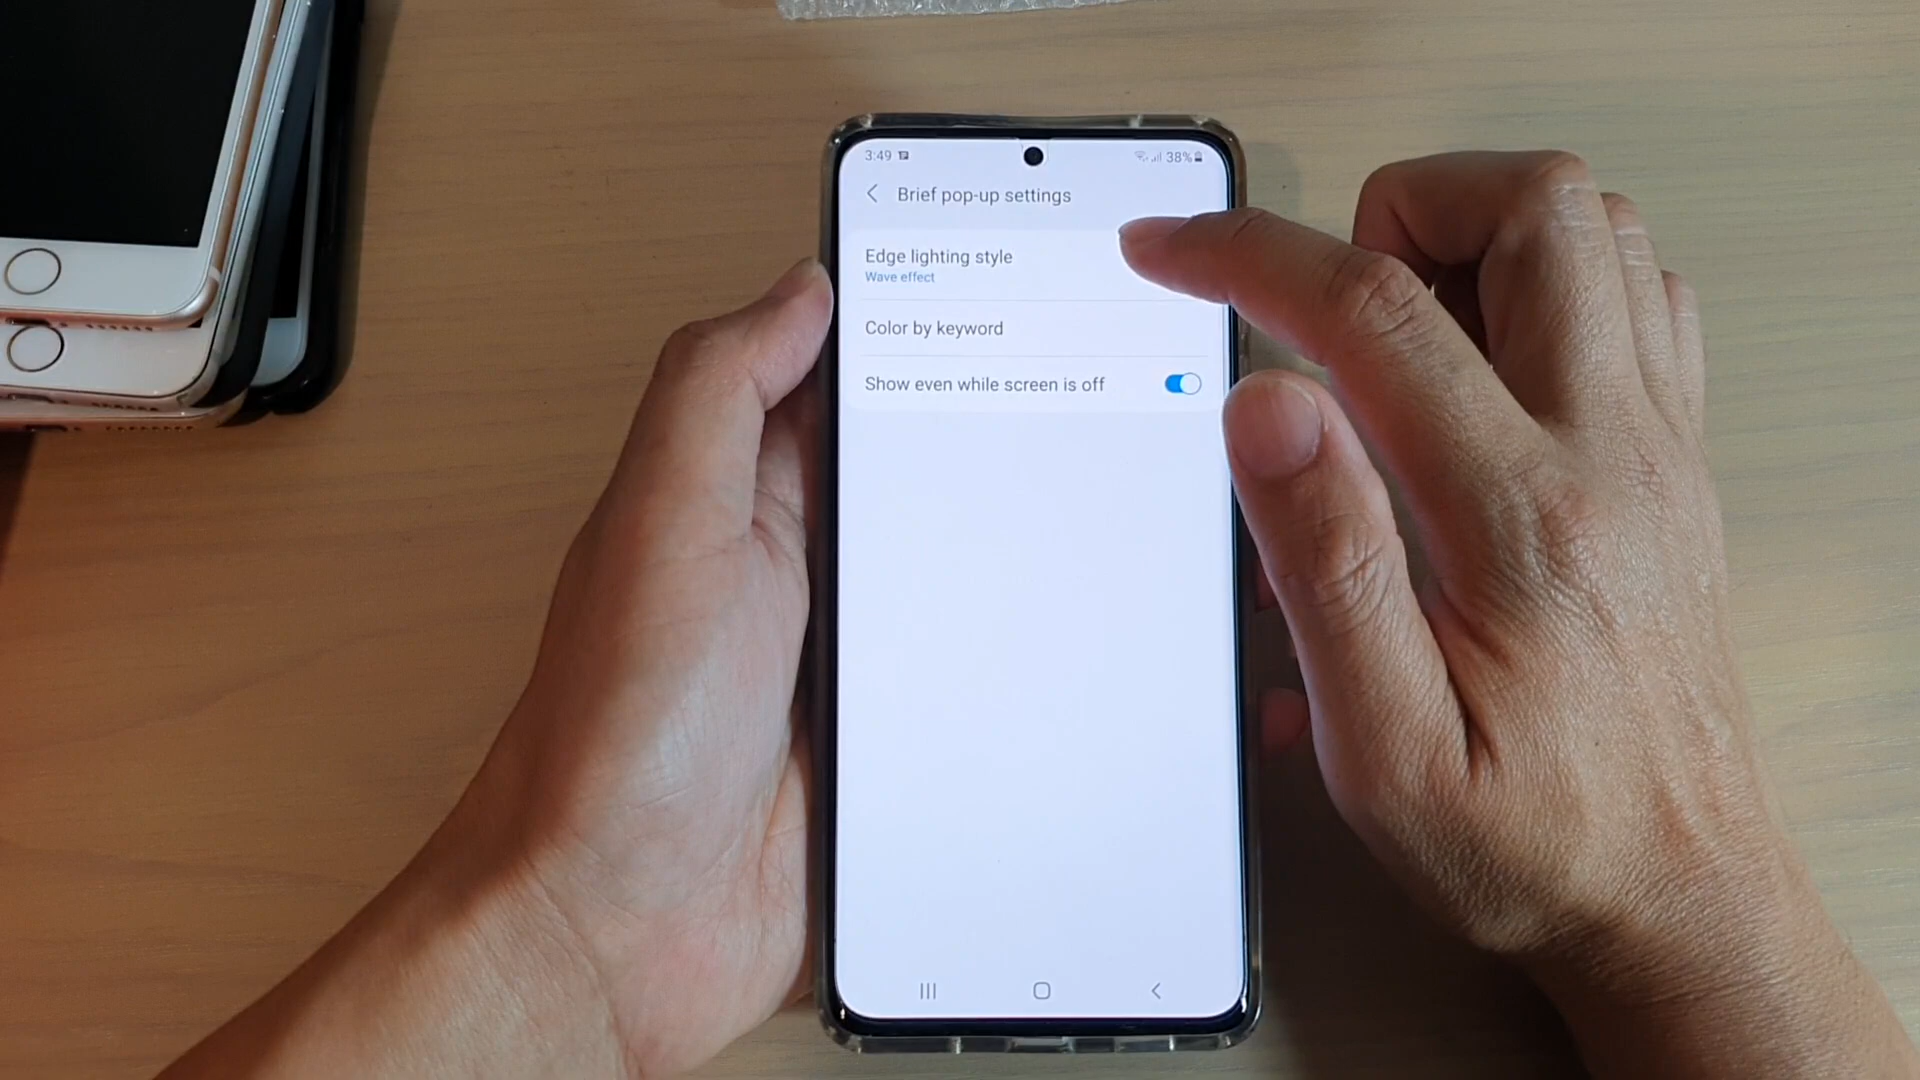 3:49
38%
Brief pop-up settings
Edge lighting style
Wave effect
Color by keyword
Show even while screen is off